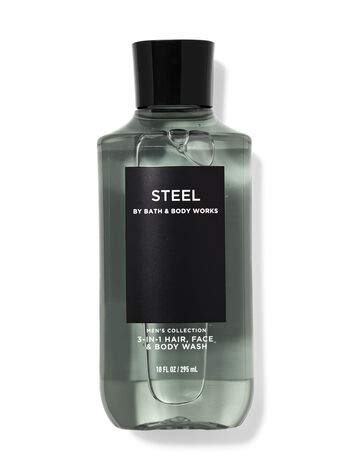 STEEL
BY BATH & BODY WORKS
MEN'S COLLECTION
3-IN-1 HAIR, FACE
& BODY WASH
10 FL OZ / 295 mL